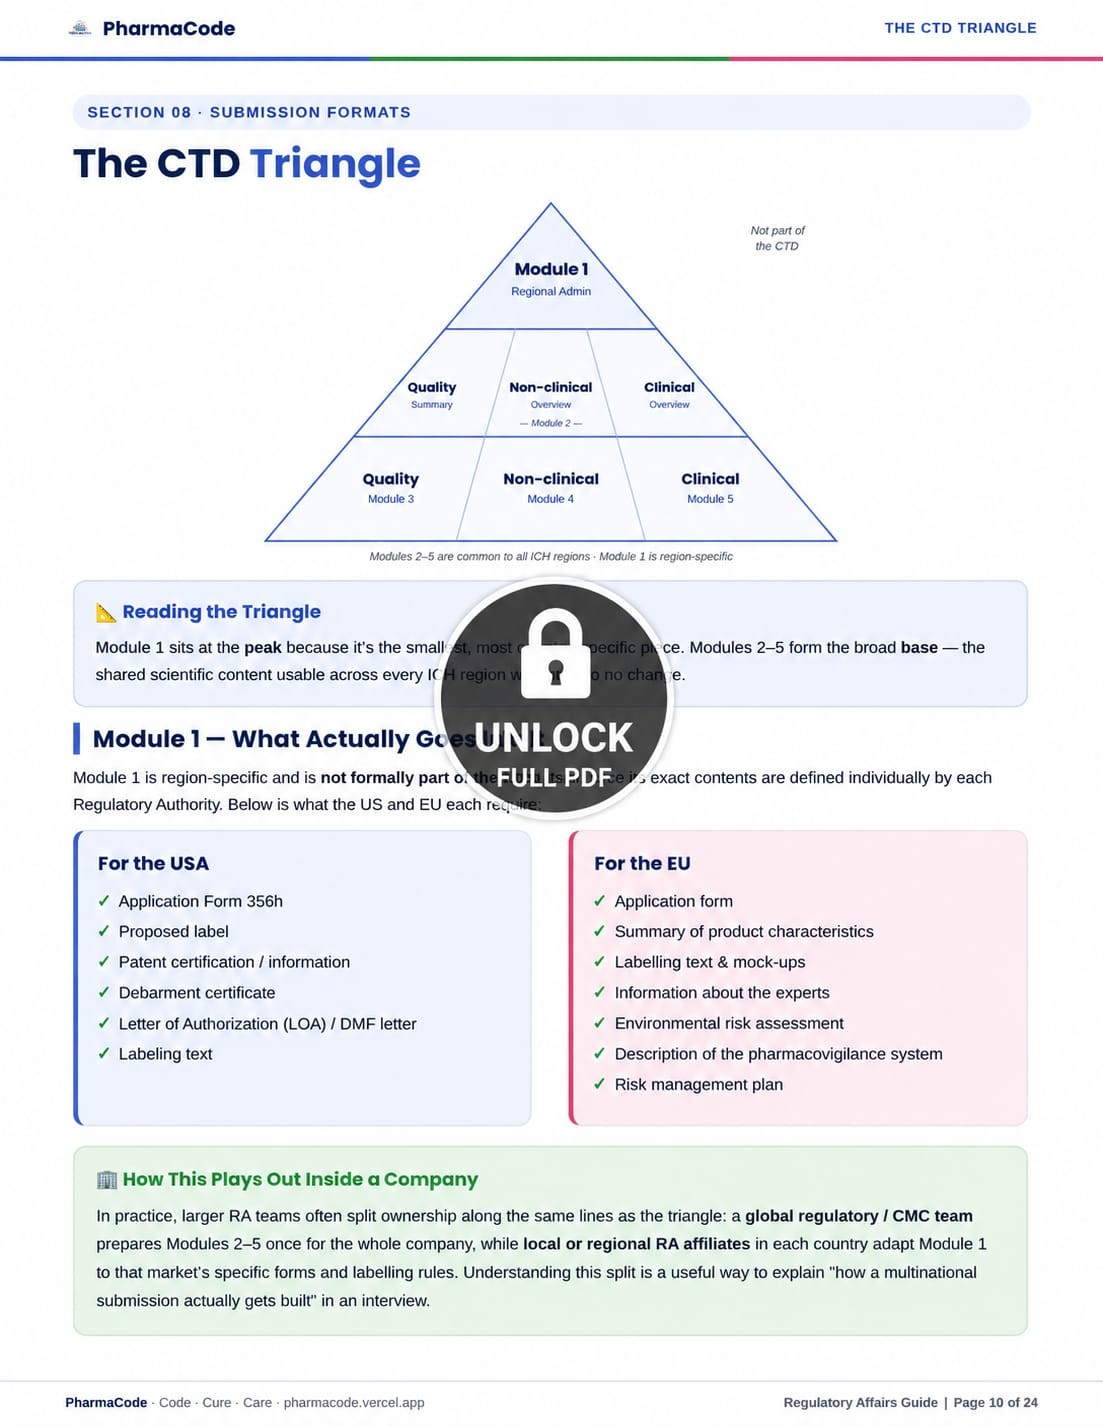 PharmaCode
THE CTD TRIANGLE
SECTION 08 · SUBMISSION FORMATS
The CTD Triangle
Not part of
the CTD
Module 1
Regional Admin
Quality Non-clinical Clinical
Summary Overview Overview
— Module 2 —
Quality Non-clinical Clinical
Module 3 Module 4 Module 5
Modules 2–5 are common to all ICH regions · Module 1 is region-specific
📐 Reading the Triangle
Module 1 sits at the peak because it's the smallest, most specific piece. Modules 2–5 form the broad base — the
shared scientific content usable across every ICH region no change.
UNLOCK
FULL PDF
Module 1 — What Actually Goes
Module 1 is region-specific and is not formally part of the exact contents are defined individually by each
Regulatory Authority. Below is what the US and EU each require:
For the USA
✓ Application Form 356h
✓ Proposed label
✓ Patent certification / information
✓ Debarment certificate
✓ Letter of Authorization (LOA) / DMF letter
✓ Labeling text
For the EU
✓ Application form
✓ Summary of product characteristics
✓ Labelling text & mock-ups
✓ Information about the experts
✓ Environmental risk assessment
✓ Description of the pharmacovigilance system
✓ Risk management plan
🏢 How This Plays Out Inside a Company
In practice, larger RA teams often split ownership along the same lines as the triangle: a global regulatory / CMC team
prepares Modules 2–5 once for the whole company, while local or regional RA affiliates in each country adapt Module 1
to that market's specific forms and labelling rules. Understanding this split is a useful way to explain "how a multinational
submission actually gets built" in an interview.
PharmaCode · Code · Cure · Care · pharmacode.vercel.app
Regulatory Affairs Guide | Page 10 of 24